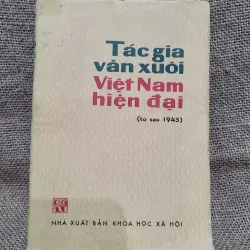 Tác gia
văn xuôi
Việt Nam
hiện đại
(từ sau 1945)
NHÀ XUẤT BẢN KHOA HỌC XÃ HỘI